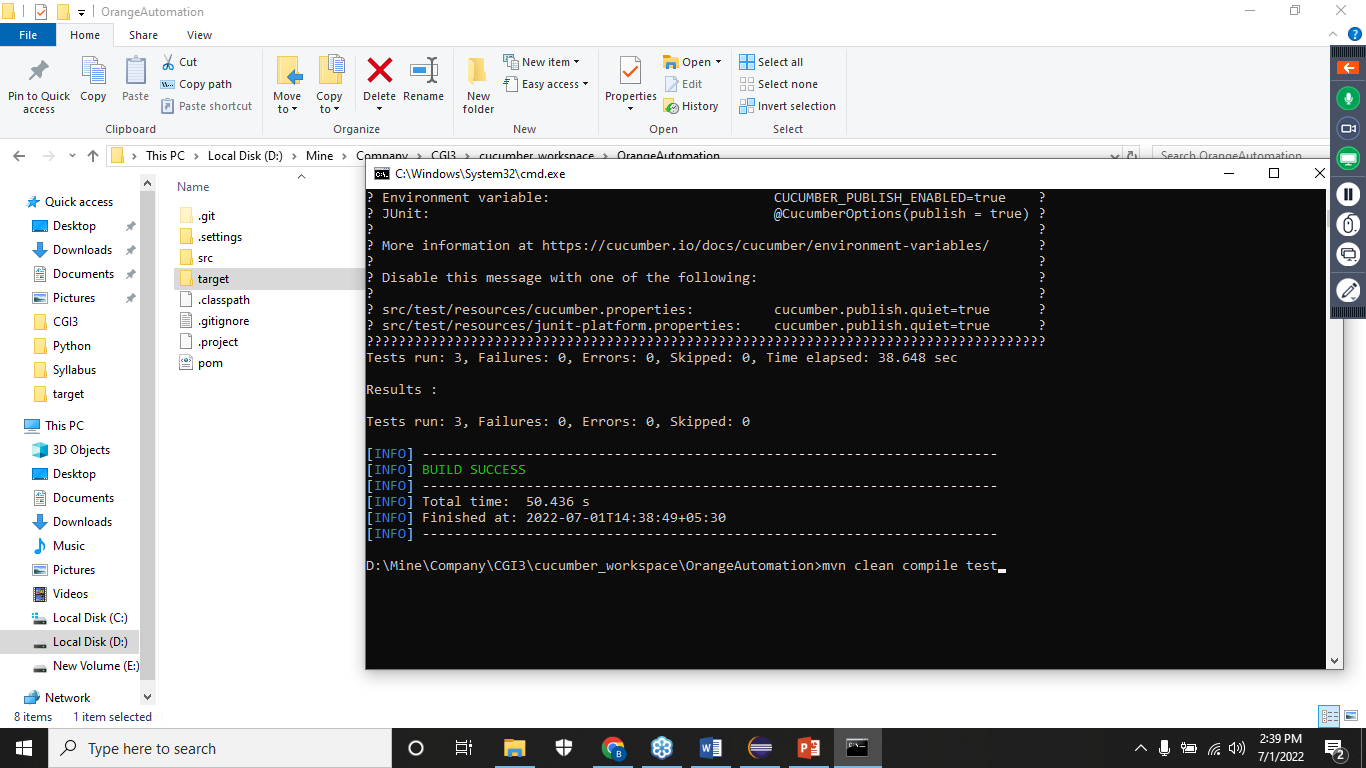 OrangeAutomation
File Home Share View
Pin to Quick access
Copy
Paste
Cut
Copy path
Paste shortcut
Clipboard
Move to
Copy to
Delete
Rename
Organize
New folder
New item
Easy access
New
Properties
Open
Edit
History
Open
Select all
Select none
Invert selection
Select
This PC › Local Disk (D:) › Mine › Company › CGI3 › cucumber_workspace › OrangeAutomation
Search OrangeAutomation
Quick access
Desktop
Downloads
Documents
Pictures
CGI3
Python
Syllabus
target
This PC
3D Objects
Desktop
Documents
Downloads
Music
Pictures
Videos
Local Disk (C:)
Local Disk (D:)
New Volume (E:)
Network
Name
.git
.settings
src
target
.classpath
.gitignore
.project
pom
C:\Windows\System32\cmd.exe
? Environment variable: CUCUMBER_PUBLISH_ENABLED=true ?
? JUnit: @CucumberOptions(publish = true) ?
? ?
? More information at https://cucumber.io/docs/cucumber/environment-variables/ ?
? ?
? Disable this message with one of the following: ?
? ?
? src/test/resources/cucumber.properties: cucumber.publish.quiet=true ?
? src/test/resources/junit-platform.properties: cucumber.publish.quiet=true ?
?????????????????????????????????????????????????????????????????????????????????????
Tests run: 3, Failures: 0, Errors: 0, Skipped: 0, Time elapsed: 38.648 sec
Results :
Tests run: 3, Failures: 0, Errors: 0, Skipped: 0
[INFO] ------------------------------------------------------------------------
[INFO] BUILD SUCCESS
[INFO] ------------------------------------------------------------------------
[INFO] Total time:  50.436 s
[INFO] Finished at: 2022-07-01T14:38:49+05:30
[INFO] ------------------------------------------------------------------------
D:\Mine\Company\CGI3\cucumber_workspace\OrangeAutomation>mvn clean compile test
8 items 1 item selected
Type here to search
2:39 PM
7/1/2022
2